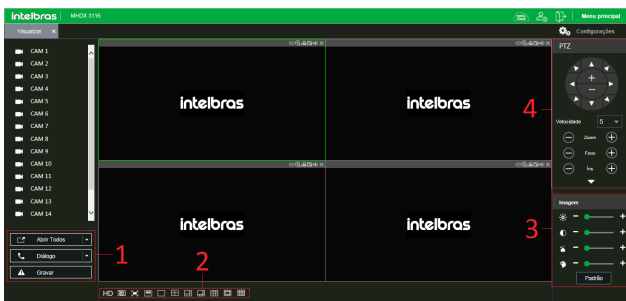 intelbras MHDX 3116 Menu principal
Visualizar × Configurações
CAM 1
CAM 2
CAM 3
CAM 4
CAM 5
CAM 6
CAM 7
CAM 8
CAM 9
CAM 10
CAM 11
CAM 12
CAM 13
CAM 14
Abrir Todos
Diálogo
Gravar
1
intelbras
intelbras
intelbras
intelbras
2
HD
PTZ
4
Velocidade 5
Zoom
Foco
Íris
Imagem
3
Padrão